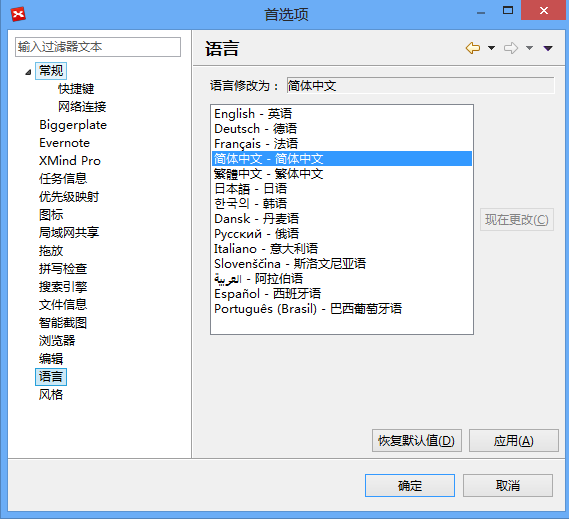 首选项
输入过滤器文本
常规
快捷键
网络连接
Biggerplate
Evernote
XMind Pro
任务信息
优先级映射
图标
局域网共享
拖放
拼写检查
搜索引擎
文件信息
智能截图
浏览器
编辑
语言
风格
语言
语言修改为： 简体中文
English - 英语
Deutsch - 德语
Français - 法语
简体中文 - 简体中文
繁體中文 - 繁体中文
日本語 - 日语
한국의 - 韩语
Dansk - 丹麦语
Русский - 俄语
Italiano - 意大利语
Slovenščina - 斯洛文尼亚语
العربية - 阿拉伯语
Español - 西班牙语
Português (Brasil) - 巴西葡萄牙语
现在更改(C)
恢复默认值(D)
应用(A)
确定
取消